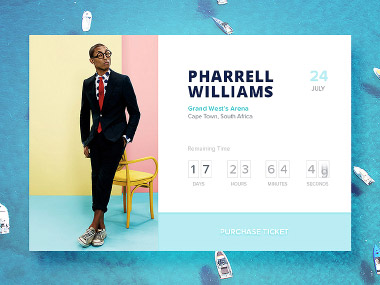 PHARRELL
WILLIAMS
24
JULY
Grand West's Arena
Cape Town, South Africa
Remaining Time
17 23 64
DAYS HOURS MINUTES SECONDS
PURCHASE TICKET